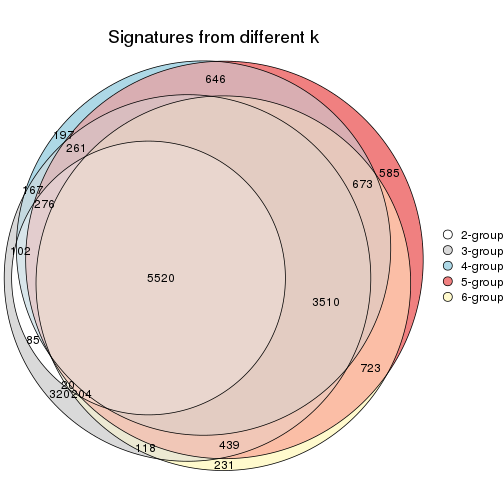 Signatures from different k
646
197
261
585
673
167
276
102
2-group
3-group
4-group
5-group
6-group
5520
3510
85
723
20
320204
439
118
231